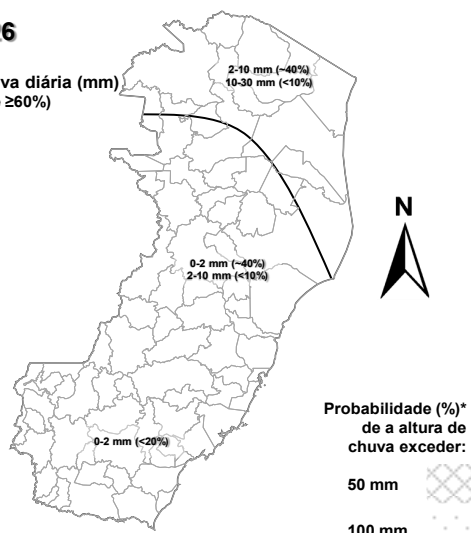 6
va diária (mm)
≥60%)
2-10 mm (~40%)
10-30 mm (<10%)
N
0-2 mm (~40%)
2-10 mm (<10%)
0-2 mm (<20%)
Probabilidade (%)*
de a altura de
chuva exceder:
50 mm
100 mm